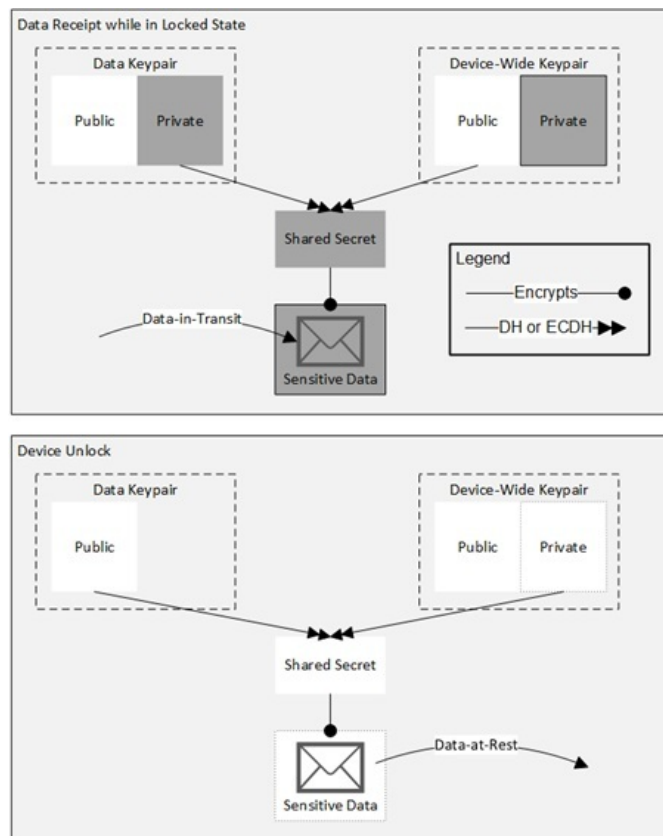 Data Receipt while in Locked State
Data Keypair
Device-Wide Keypair
Public
Private
Public
Private
Shared Secret
Legend
Encrypts
DH or ECDH
Data-in-Transit
Sensitive Data
Device Unlock
Data Keypair
Device-Wide Keypair
Public
Public
Private
Shared Secret
Data-at-Rest
Sensitive Data